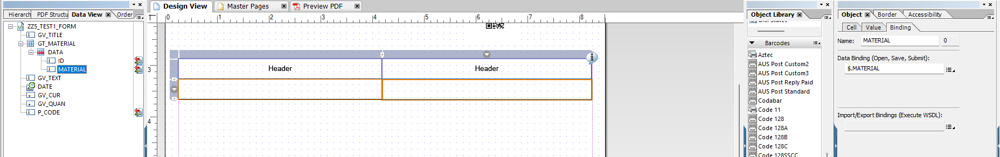 Hierarch PDF Structu Data View Order
ZZ5_TEST1_FORM
GV_TITLE
GT_MATERIAL
DATA
ID
MATERIAL
GV_TEXT
DATE
GV_CUR
GV_QUAN
P_CODE
Design View Master Pages Preview PDF
0 1 2 3 4 5 6 7 8
3
4
Header Header
Object Library
Barcodes
Aztec
AUS Post Custom2
AUS Post Custom3
AUS Post Reply Paid
AUS Post Standard
Codabar
Code 11
Code 128
Code 128A
Code 128B
Code 128C
Code 128SSCC
Object Border Accessibility
Cell Value Binding
Name: MATERIAL 0
Data Binding (Open, Save, Submit):
$.MATERIAL
Import/Export Bindings (Execute WSDL):